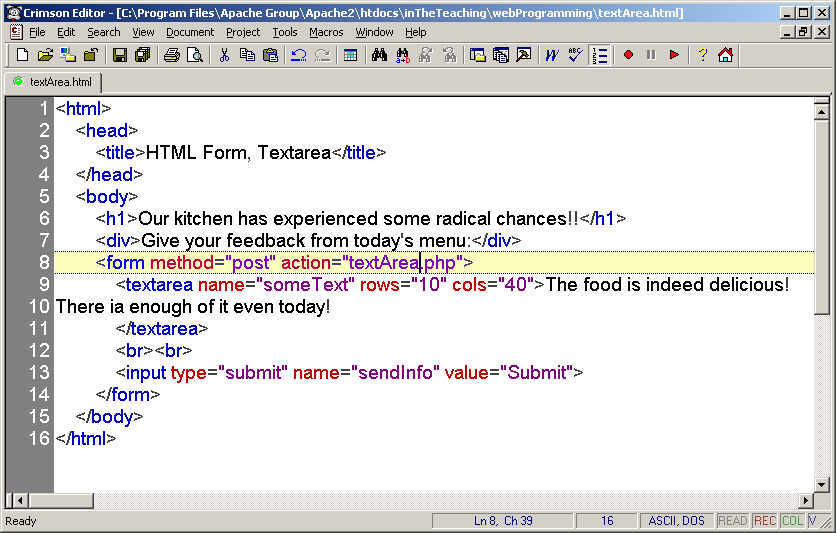 Crimson Editor - [C:\Program Files\Apache Group\Apache2\htdocs\inTheTeaching\webProgramming\textArea.html]
File Edit Search View Document Project Tools Macros Window Help
textArea.html
1 <html>
2     <head>
3         <title>HTML Form, Textarea</title>
4     </head>
5     <body>
6         <h1>Our kitchen has experienced some radical chances!!</h1>
7         <div>Give your feedback from today's menu:</div>
8         <form method="post" action="textArea.php">
9             <textarea name="someText" rows="10" cols="40">The food is indeed delicious!
10 There ia enough of it even today!
11             </textarea>
12             <br><br>
13             <input type="submit" name="sendInfo" value="Submit">
14         </form>
15     </body>
16 </html>
Ready Ln 8, Ch 39 16 ASCII, DOS READ REC COL V